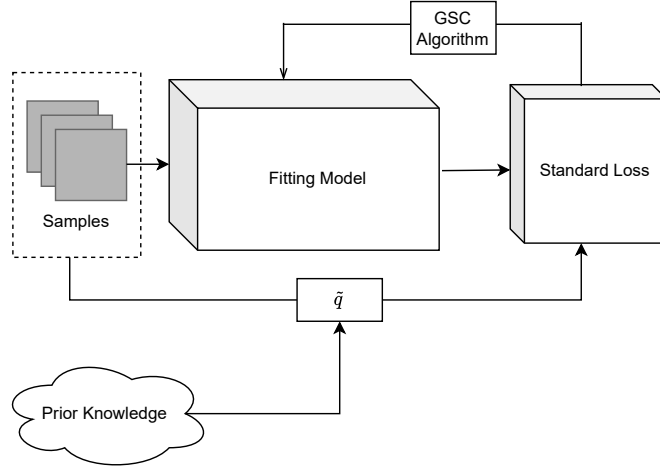 GSC
Algorithm
Samples
Fitting Model
Standard Loss
q̃
Prior Knowledge